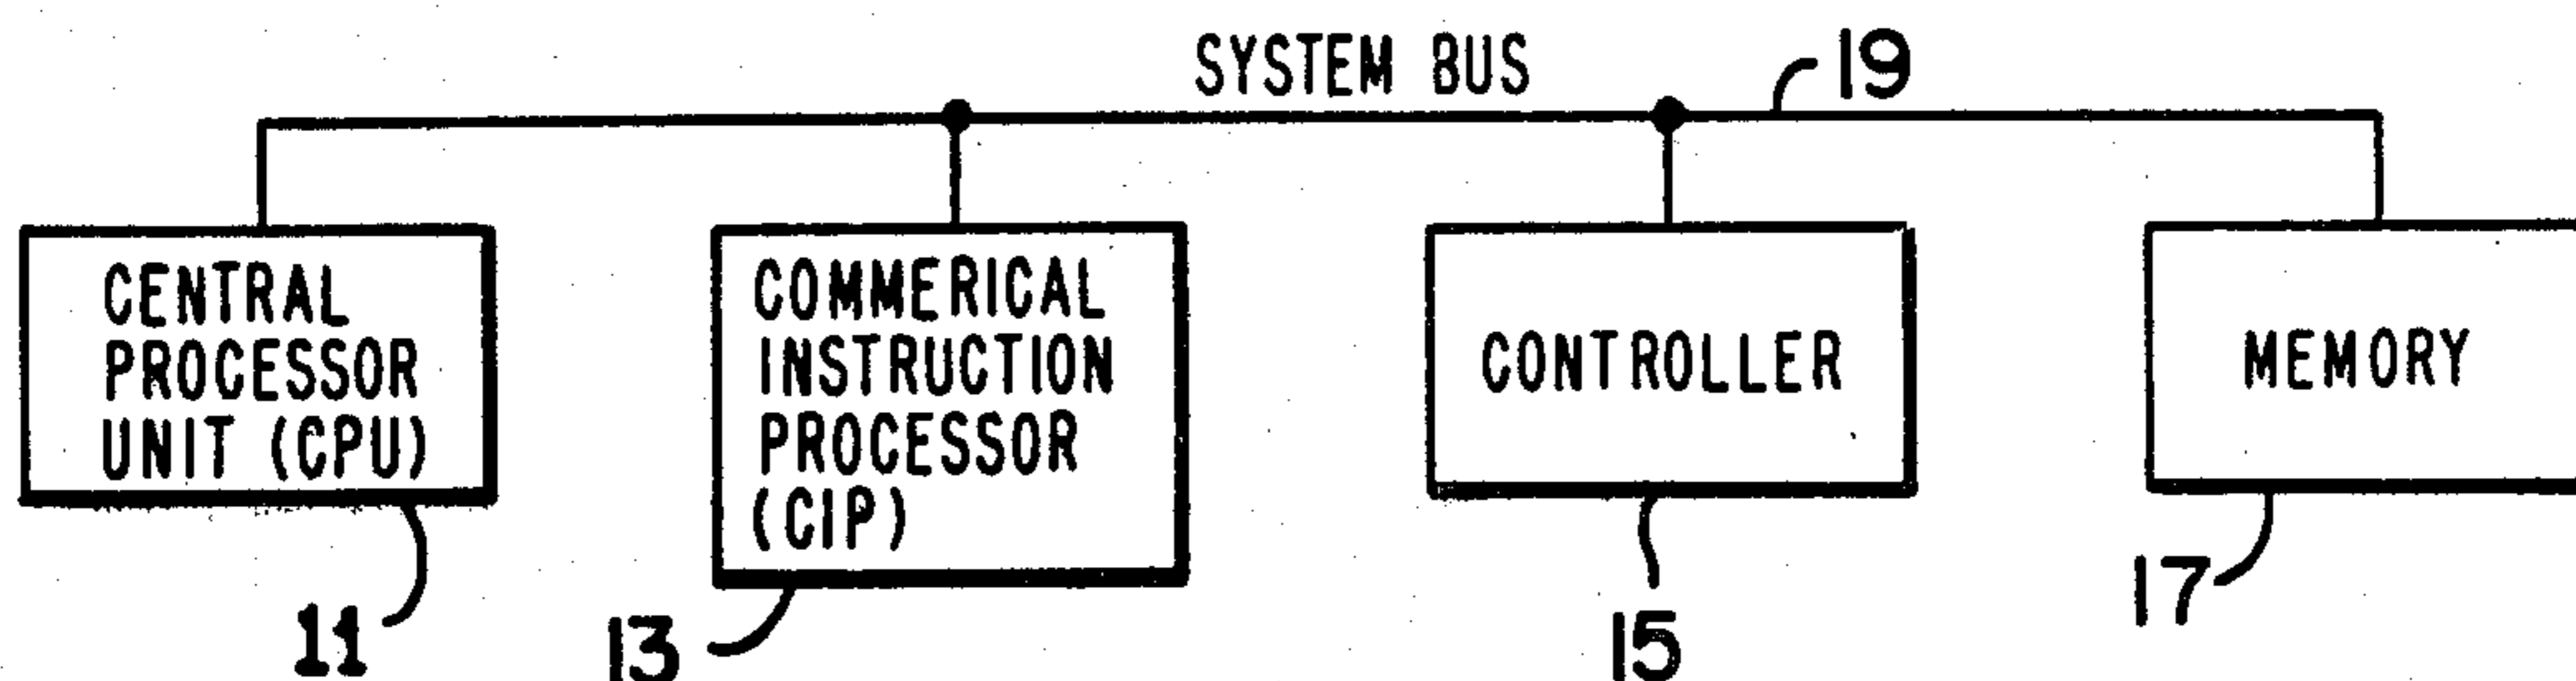 SYSTEM BUS
19
CENTRAL
PROCESSOR
UNIT (CPU)
11
COMMERICAL
INSTRUCTION
PROCESSOR
(CIP)
13
CONTROLLER
15
MEMORY
17